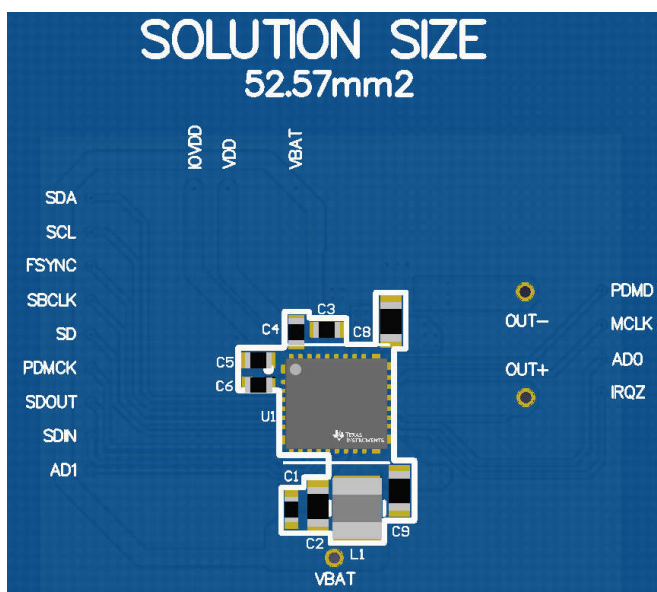 SOLUTION SIZE
52.57mm2
IOVDD
VDD
VBAT
SDA
SCL
FSYNC
SBCLK
SD
PDMCK
SDOUT
SDIN
AD1
PDMD
MCLK
AD0
IRQZ
OUT-
OUT+
C3
C4
C8
C5
C6
U1
TEXAS
INSTRUMENTS
C1
C2
L1
C9
VBAT